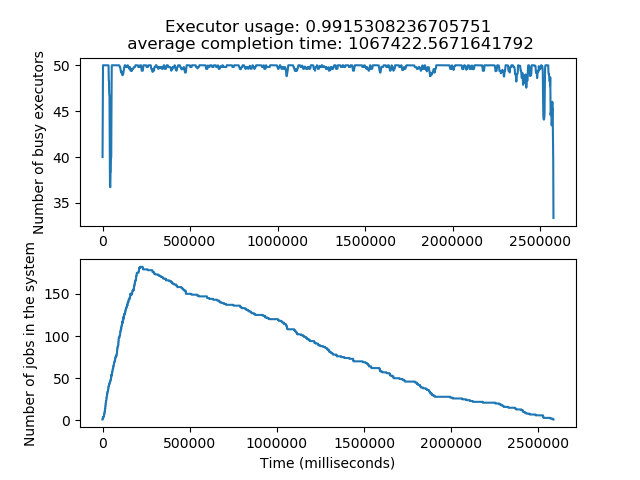 Executor usage: 0.9915308236705751
average completion time: 1067422.5671641792
Number of busy executors
50
45
40
35
0 500000 1000000 1500000 2000000 2500000
Number of jobs in the system
150
100
50
0
0 500000 1000000 1500000 2000000 2500000
Time (milliseconds)